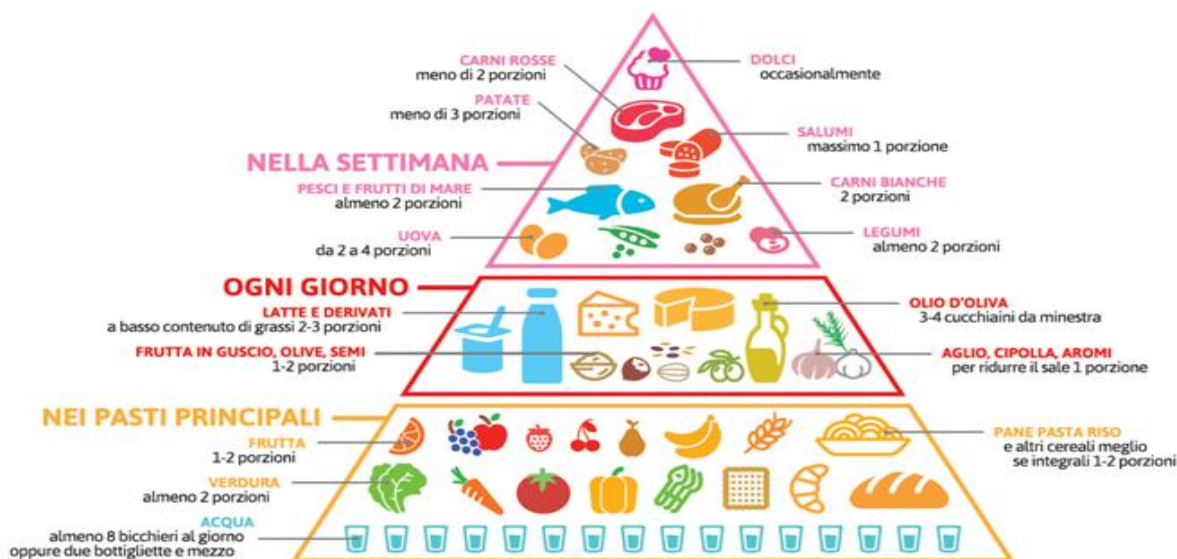 CARNI ROSSE
meno di 2 porzioni
DOLCI
occasionalmente
PATATE
meno di 3 porzioni
SALUMI
massimo 1 porzione
NELLA SETTIMANA
PESCI E FRUTTI DI MARE
almeno 2 porzioni
CARNI BIANCHE
2 porzioni
UOVA
da 2 a 4 porzioni
LEGUMI
almeno 2 porzioni
OGNI GIORNO
LATTE E DERIVATI
a basso contenuto di grassi 2-3 porzioni
OLIO D'OLIVA
3-4 cucchiaini da minestra
FRUTTA IN GUSCIO, OLIVE, SEMI
1-2 porzioni
AGLIO, CIPOLLA, AROMI
per ridurre il sale 1 porzione
NEI PASTI PRINCIPALI
FRUTTA
1-2 porzioni
PANE PASTA RISO
e altri cereali meglio
se integrali 1-2 porzioni
VERDURA
almeno 2 porzioni
ACQUA
almeno 8 bicchieri al giorno
oppure due bottigliette e mezzo